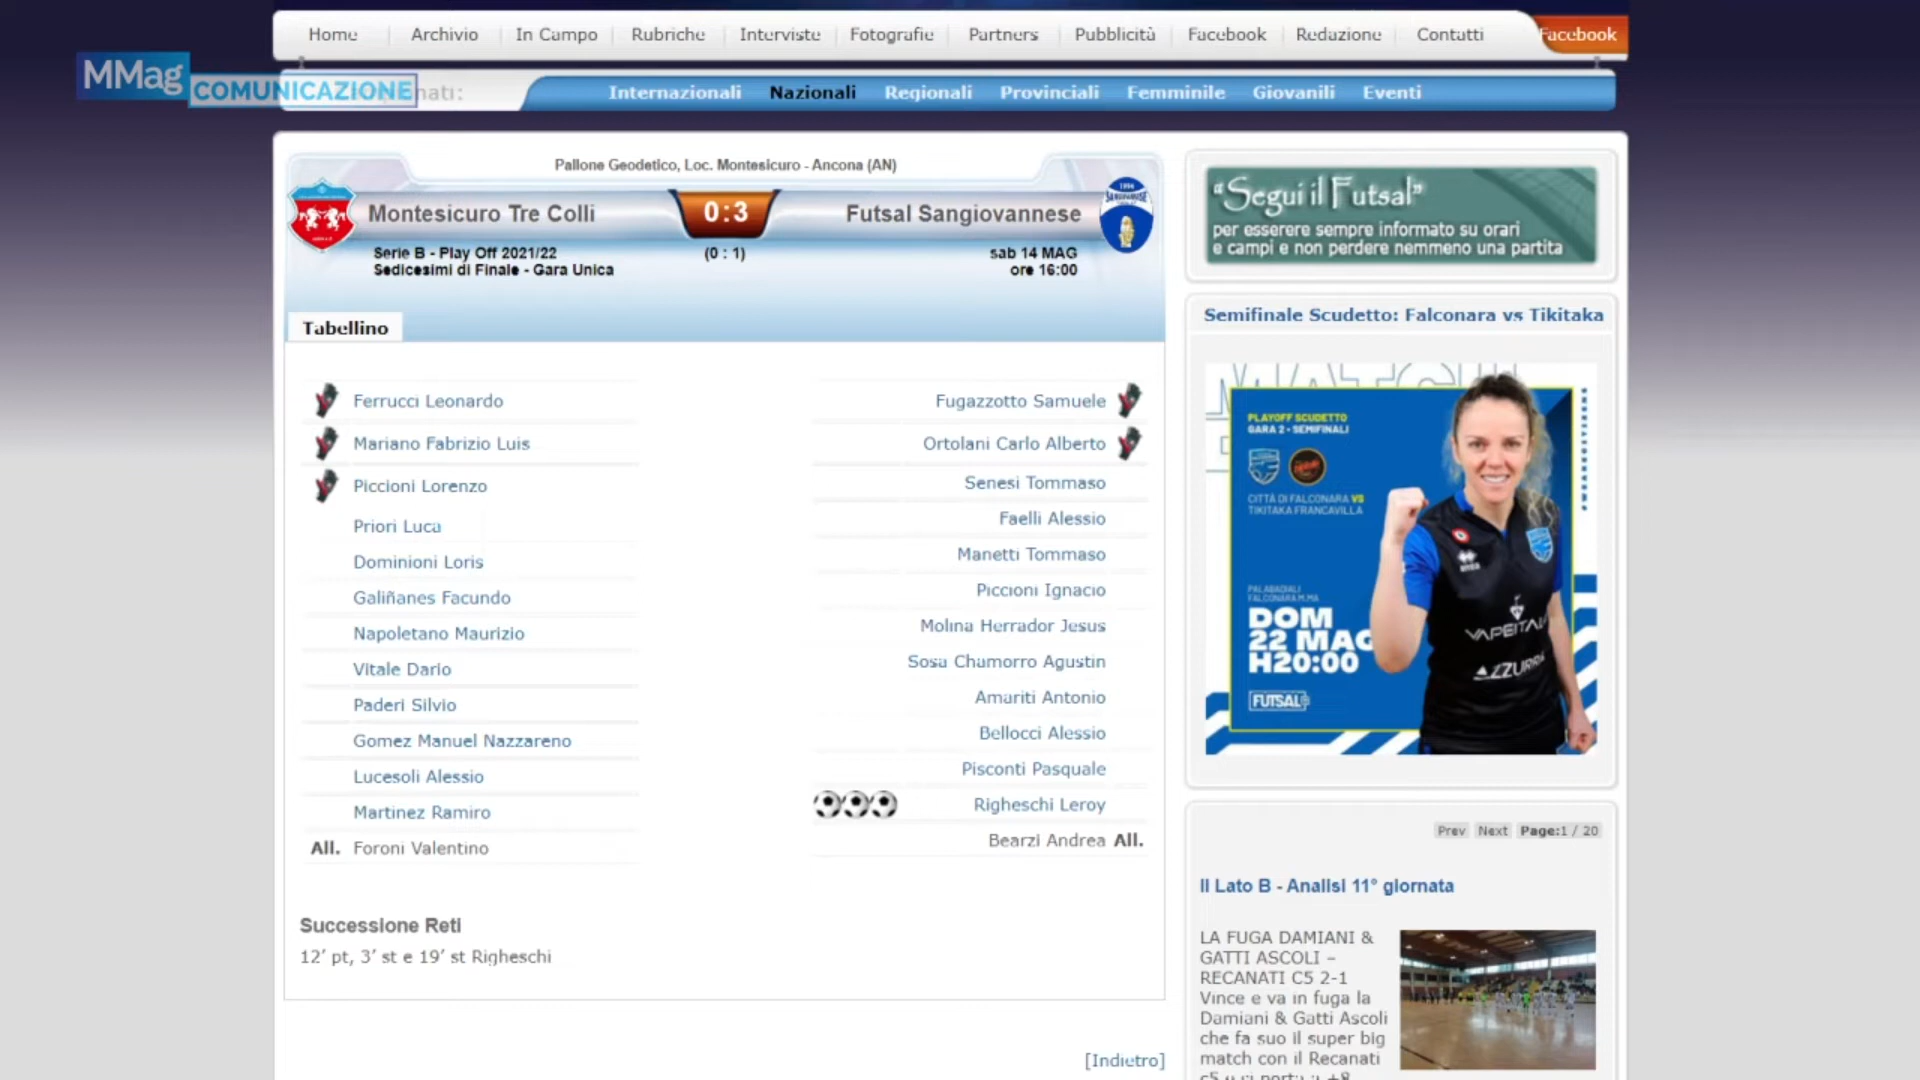 Home
Archivio
In Campo
Rubriche
Interviste
Fotografie
Partners
Pubblicità
Facebook
Redazione
Contatti
Facebook
MMag
COMUNICAZIONE
Internazionali
Nazionali
Regionali
Provinciali
Femminile
Giovanili
Eventi
Pallone Geodetico, Loc. Montesicuro - Ancona (AN)
Montesicuro Tre Colli
0:3
Futsal Sangiovannese
Serie B - Play Off 2021/22
Sedicesimi di Finale - Gara Unica
(0 : 1)
sab 14 MAG
ore 16:00
Tabellino
Ferrucci Leonardo
Mariano Fabrizio Luis
Piccioni Lorenzo
Priori Luca
Dominioni Loris
Galiñanes Facundo
Napoletano Maurizio
Vitale Dario
Paderi Silvio
Gomez Manuel Nazzareno
Lucesoli Alessio
Martinez Ramiro
All. Foroni Valentino
Fugazzotto Samuele
Ortolani Carlo Alberto
Senesi Tommaso
Faelli Alessio
Manetti Tommaso
Piccioni Ignacio
Molina Herrador Jesus
Sosa Chamorro Agustin
Amariti Antonio
Bellocci Alessio
Pisconti Pasquale
Righeschi Leroy
Bearzi Andrea All.
Successione Reti
12’ pt, 3’ st e 19’ st Righeschi
[Indietro]
“Segui il Futsal”
per esserere sempre informato su orari
e campi e non perdere nemmeno una partita
Semifinale Scudetto: Falconara vs Tikitaka
PLAYOFF SCUDETTO
GARA 2 - SEMIFINALI
CITTÀ DI FALCONARA VS
TIKITAKA FRANCAVILLA
PALABADIALI
FALCONARA M.MA
DOM
22 MAG
H20:00
FUTSAL
VAPEITALIA
AZZURRA
Prev Next Page:1 / 20
Il Lato B - Analisi 11° giornata
LA FUGA DAMIANI &
GATTI ASCOLI –
RECANATI C5 2-1
Vince e va in fuga la
Damiani & Gatti Ascoli
che fa suo il super big
match con il Recanati